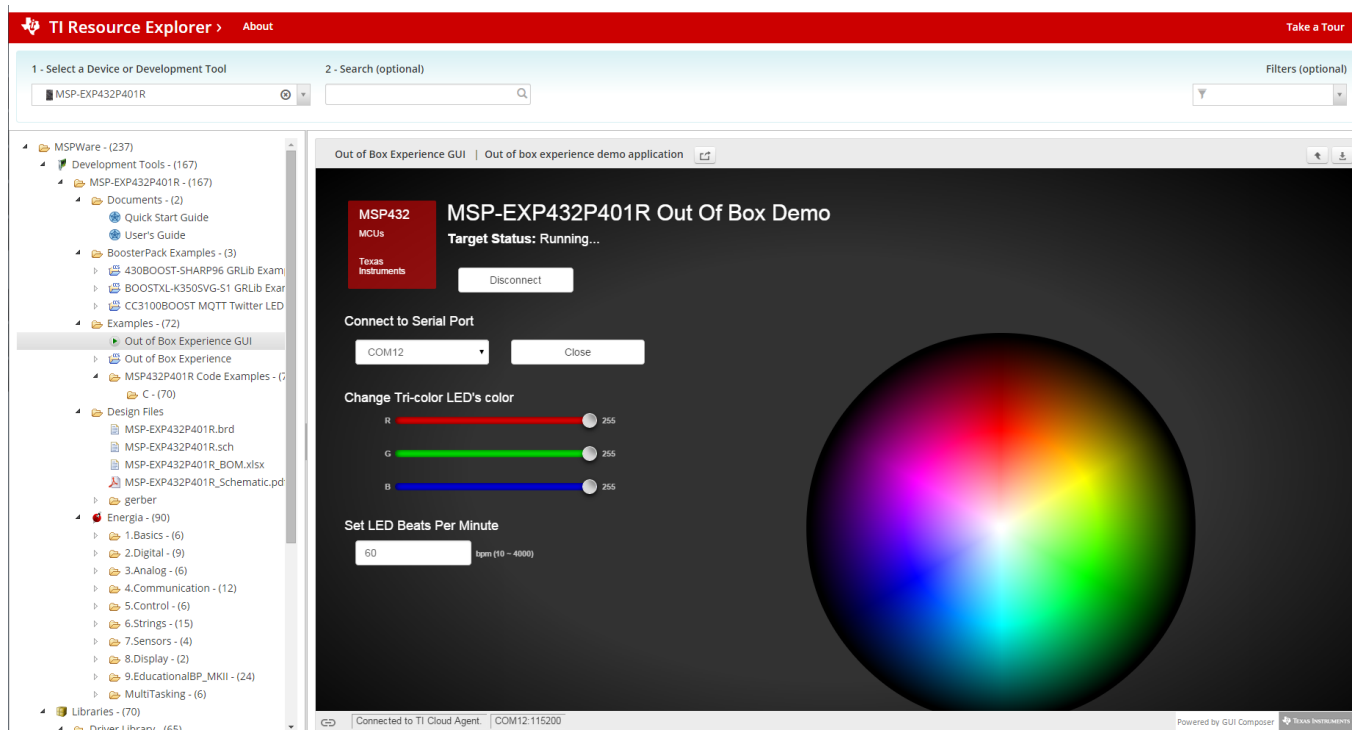 TI Resource Explorer › About Take a Tour
1 - Select a Device or Development Tool 2 - Search (optional) Filters (optional)
MSP-EXP432P401R
MSPWare - (237)
Development Tools - (167)
MSP-EXP432P401R - (167)
Documents - (2)
Quick Start Guide
User's Guide
BoosterPack Examples - (3)
430BOOST-SHARP96 GRLib Exam
BOOSTXL-K350SVG-S1 GRLib Exar
CC3100BOOST MQTT Twitter LED
Examples - (72)
Out of Box Experience GUI
Out of Box Experience
MSP432P401R Code Examples - (7
C - (70)
Design Files
MSP-EXP432P401R.brd
MSP-EXP432P401R.sch
MSP-EXP432P401R_BOM.xlsx
MSP-EXP432P401R_Schematic.pdf
gerber
Energia - (90)
1.Basics - (6)
2.Digital - (9)
3.Analog - (6)
4.Communication - (12)
5.Control - (6)
6.Strings - (15)
7.Sensors - (4)
8.Display - (2)
9.EducationalBP_MKII - (24)
MultiTasking - (6)
Libraries - (70)
Driver Library - (65)
Out of Box Experience GUI | Out of box experience demo application
MSP432
MCUs
Texas
Instruments
MSP-EXP432P401R Out Of Box Demo
Target Status: Running...
Disconnect
Connect to Serial Port
COM12 Close
Change Tri-color LED's color
R 255
G 255
B 255
Set LED Beats Per Minute
60 bpm (10 ~ 4000)
Connected to TI Cloud Agent. COM12:115200
Powered by GUI Composer TEXAS INSTRUMENTS